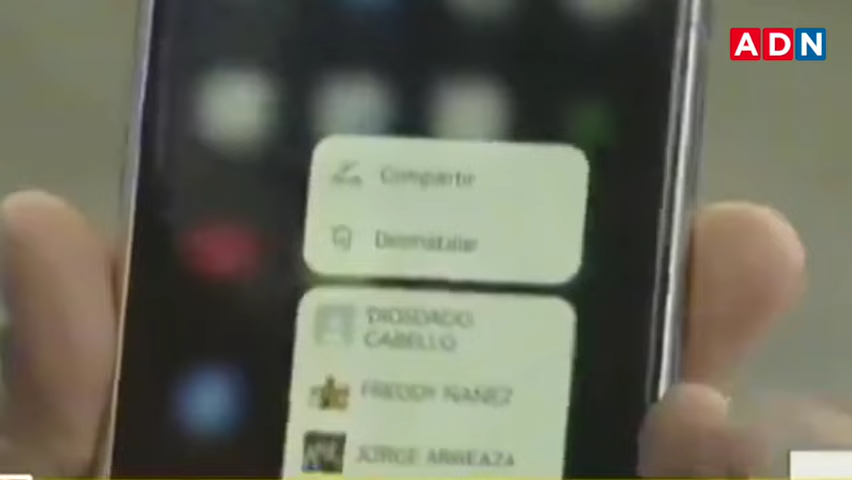 ADN
Compartir
Desinstalar
DIOSDADO
CABELLO
FREDDY ÑAÑEZ
JORGE ARREAZA